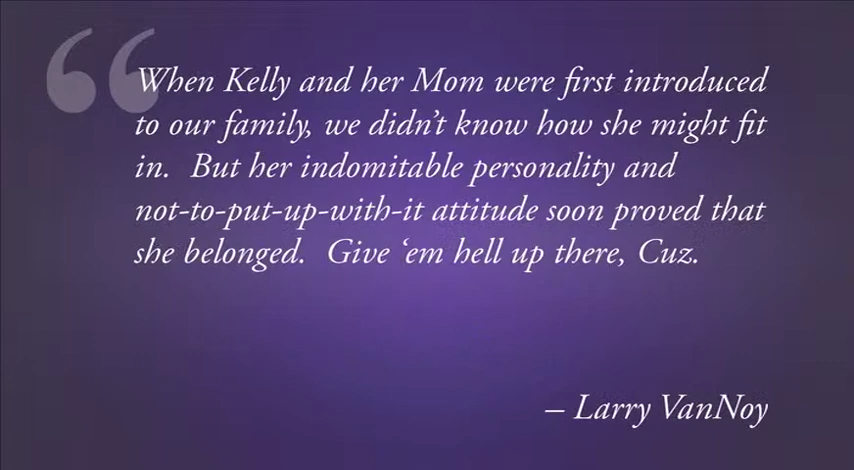 “
When Kelly and her Mom were first introduced
to our family, we didn’t know how she might fit
in.  But her indomitable personality and
not-to-put-up-with-it attitude soon proved that
she belonged.  Give ‘em hell up there, Cuz.
– Larry VanNoy